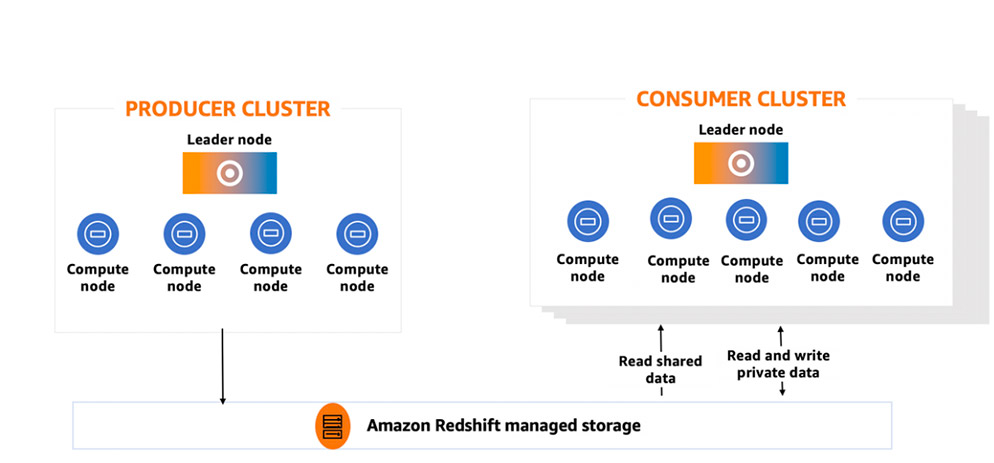 PRODUCER CLUSTER
Leader node
Compute
node
Compute
node
Compute
node
Compute
node
CONSUMER CLUSTER
Leader node
Compute
node
Compute
node
Compute
node
Compute
node
Compute
node
Read shared
data
Read and write
private data
Amazon Redshift managed storage